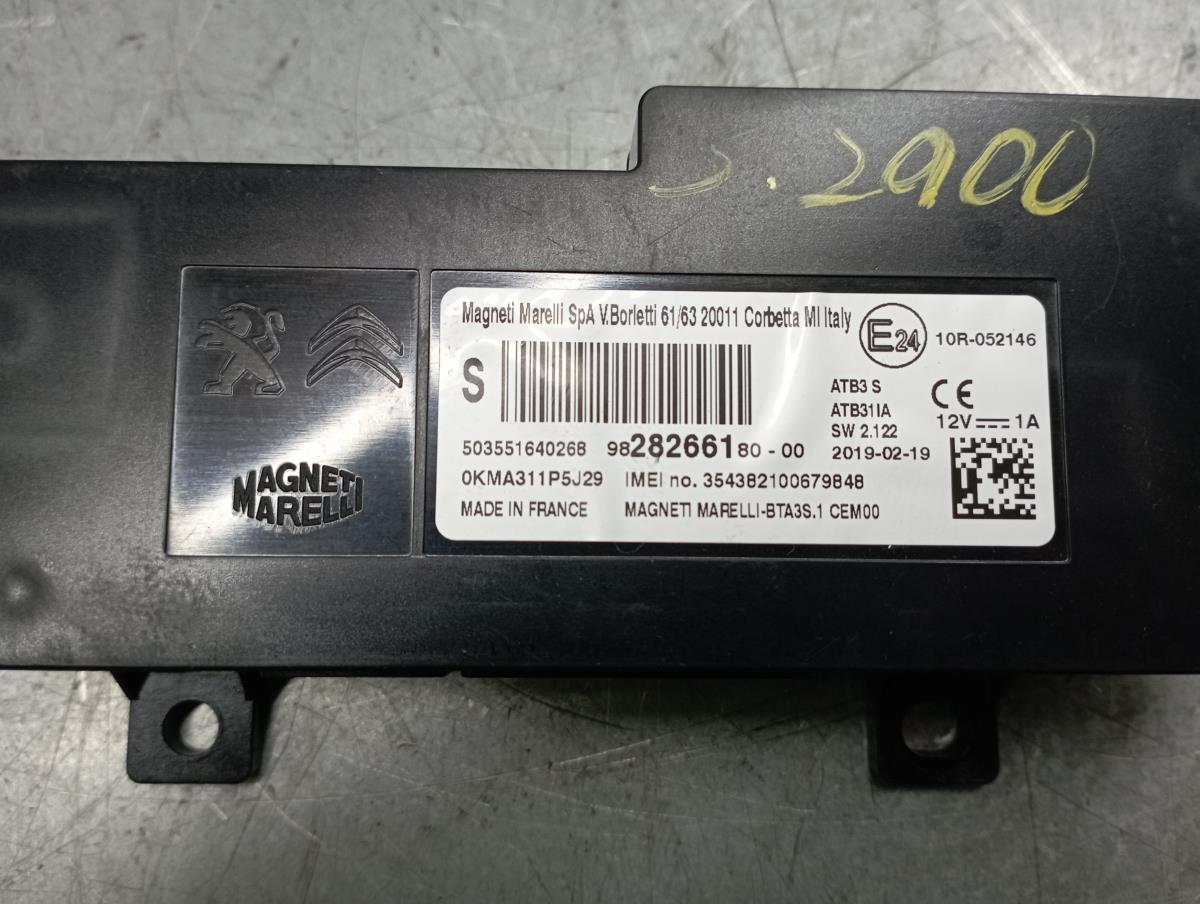 S.2900
Magneti Marelli SpA V.Borletti 61/63 20011 Corbetta MI Italy
E24
10R-052146
S
ATB3 S
ATB31IA
SW 2.122
2019-02-19
CE
12V 1A
503551640268 9828266180-00
0KMA311P5J29 IMEI no. 354382100679848
MADE IN FRANCE MAGNETI MARELLI-BTA3S.1 CEM00
MAGNETI
MARELLI